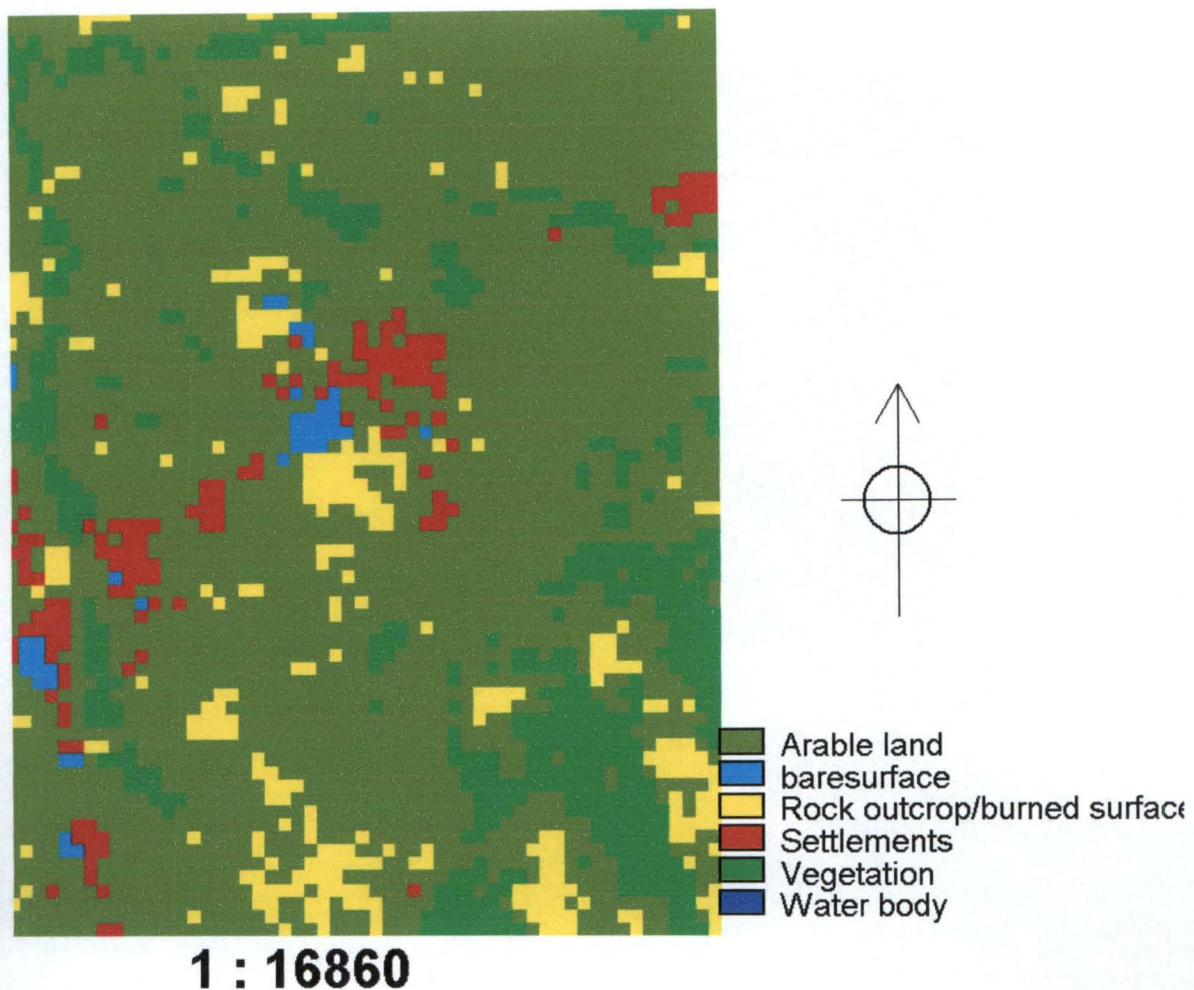 Arable land
baresurface
Rock outcrop/burned surface
Settlements
Vegetation
Water body
1 : 16860